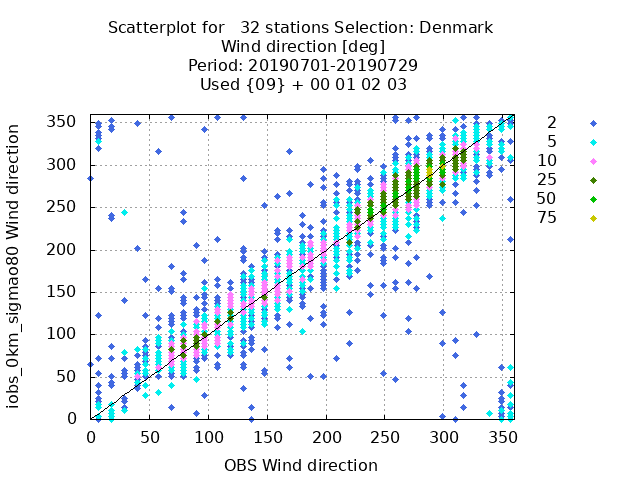 Scatterplot for   32 stations Selection: Denmark
Wind direction [deg]
Period: 20190701-20190729
Used {09} + 00 01 02 03
iobs_0km_sigmao80 Wind direction
350
300
250
200
150
100
50
0
0 50 100 150 200 250 300 350
OBS Wind direction
2
5
10
25
50
75